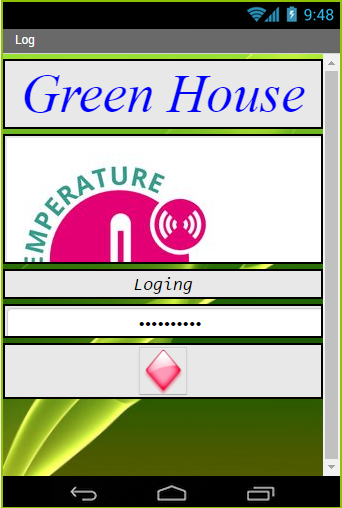 9:48
Log
Green House
EMPERATURE
Loging
••••••••••